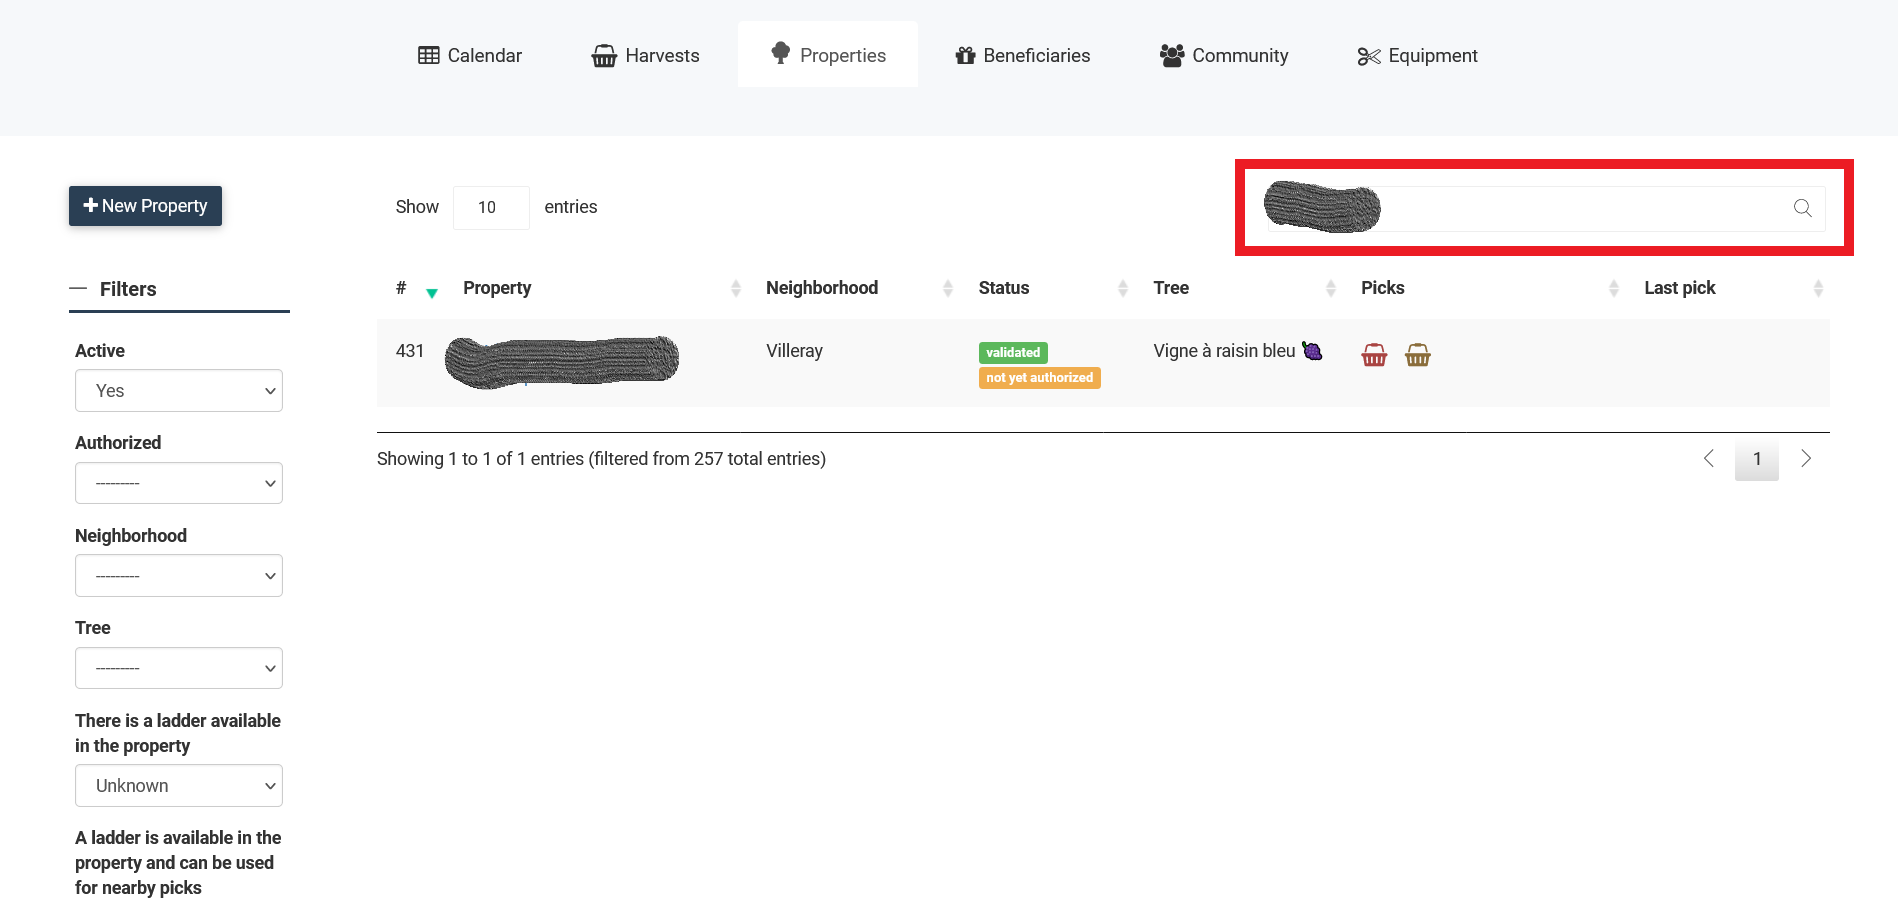 Calendar Harvests Properties Beneficiaries Community Equipment
New Property
Show 10 entries
Filters
# Property Neighborhood Status Tree Picks Last pick
431 Villeray validated Vigne à raisin bleu
not yet authorized
Showing 1 to 1 of 1 entries (filtered from 257 total entries) 1
Active
Yes
Authorized
---------
Neighborhood
---------
Tree
---------
There is a ladder available
in the property
Unknown
A ladder is available in the
property and can be used
for nearby picks